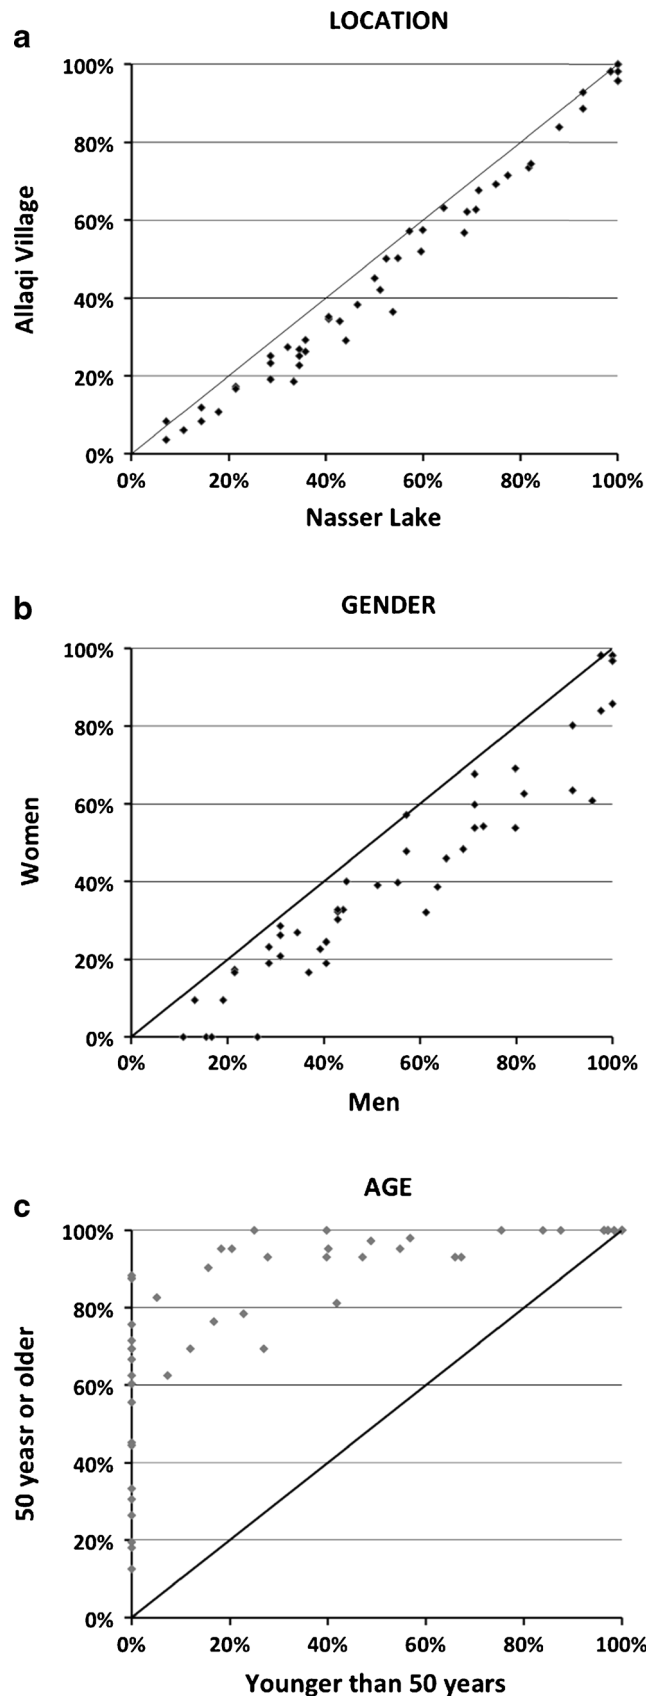 a
LOCATION
100%
80%
60%
40%
20%
0%
Allaqi Village
0% 20% 40% 60% 80% 100%
Nasser Lake
b
GENDER
100%
80%
60%
40%
20%
0%
Women
0% 20% 40% 60% 80% 100%
Men
c
AGE
100%
80%
60%
40%
20%
0%
50 yeasr or older
0% 20% 40% 60% 80% 100%
Younger than 50 years